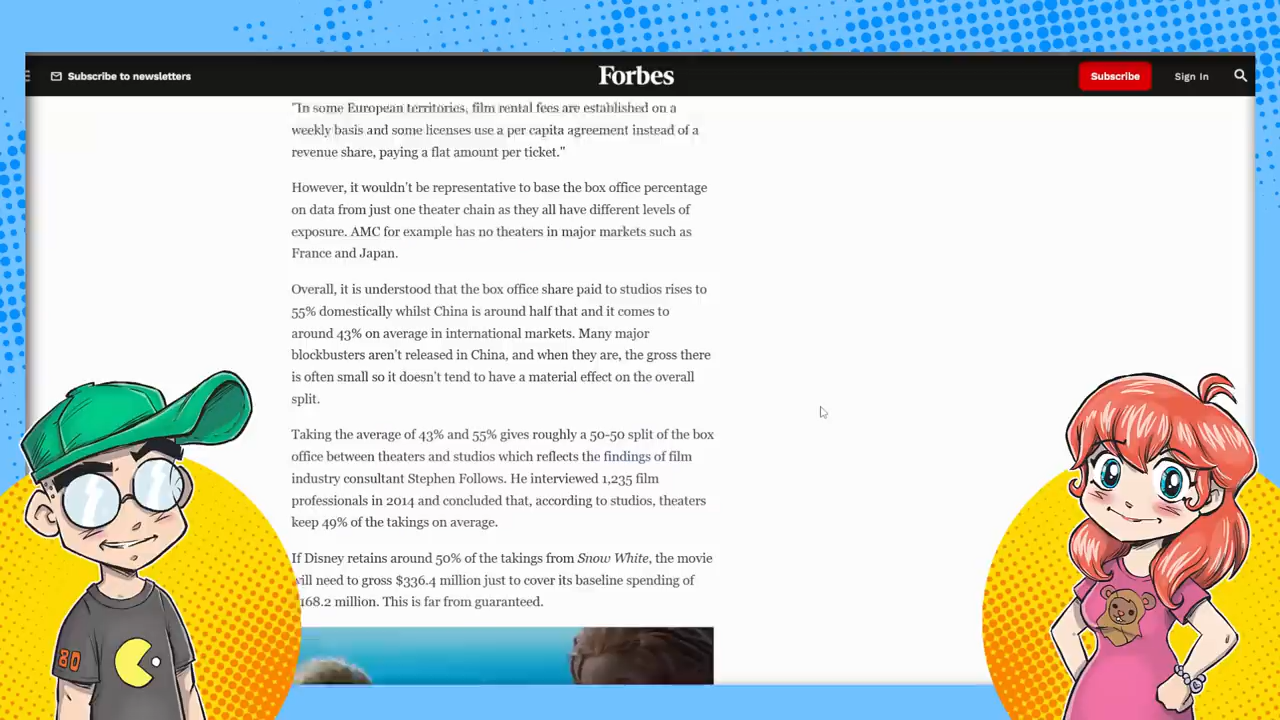 Subscribe to newsletters
Forbes
Subscribe
Sign In
"In some European territories, film rental fees are established on a
weekly basis and some licenses use a per capita agreement instead of a
revenue share, paying a flat amount per ticket."
However, it wouldn't be representative to base the box office percentage
on data from just one theater chain as they all have different levels of
exposure. AMC for example has no theaters in major markets such as
France and Japan.
Overall, it is understood that the box office share paid to studios rises to
55% domestically whilst China is around half that and it comes to
around 43% on average in international markets. Many major
blockbusters aren't released in China, and when they are, the gross there
is often small so it doesn't tend to have a material effect on the overall
split.
Taking the average of 43% and 55% gives roughly a 50-50 split of the box
office between theaters and studios which reflects the findings of film
industry consultant Stephen Follows. He interviewed 1,235 film
professionals in 2014 and concluded that, according to studios, theaters
keep 49% of the takings on average.
If Disney retains around 50% of the takings from Snow White, the movie
will need to gross $336.4 million just to cover its baseline spending of
168.2 million. This is far from guaranteed.
80